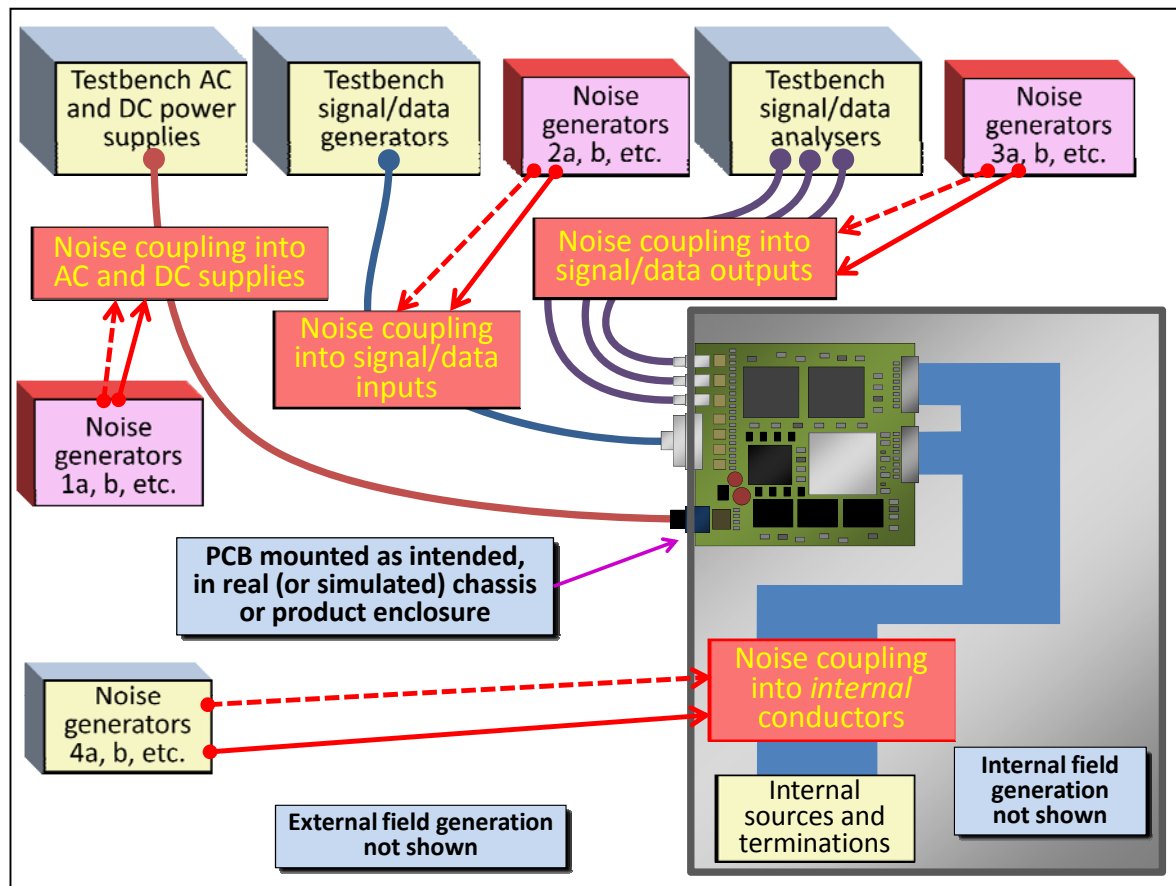 Testbench AC
and DC power
supplies
Testbench
signal/data
generators
Noise
generators
2a, b, etc.
Testbench
signal/data
analysers
Noise
generators
3a, b, etc.
Noise coupling into
AC and DC supplies
Noise coupling into
signal/data outputs
Noise coupling
into signal/data
inputs
Noise
generators
1a, b, etc.
PCB mounted as intended,
in real (or simulated) chassis
or product enclosure
Noise coupling
into internal
conductors
Noise
generators
4a, b, etc.
Internal field
generation
not shown
Internal
sources and
terminations
External field generation
not shown